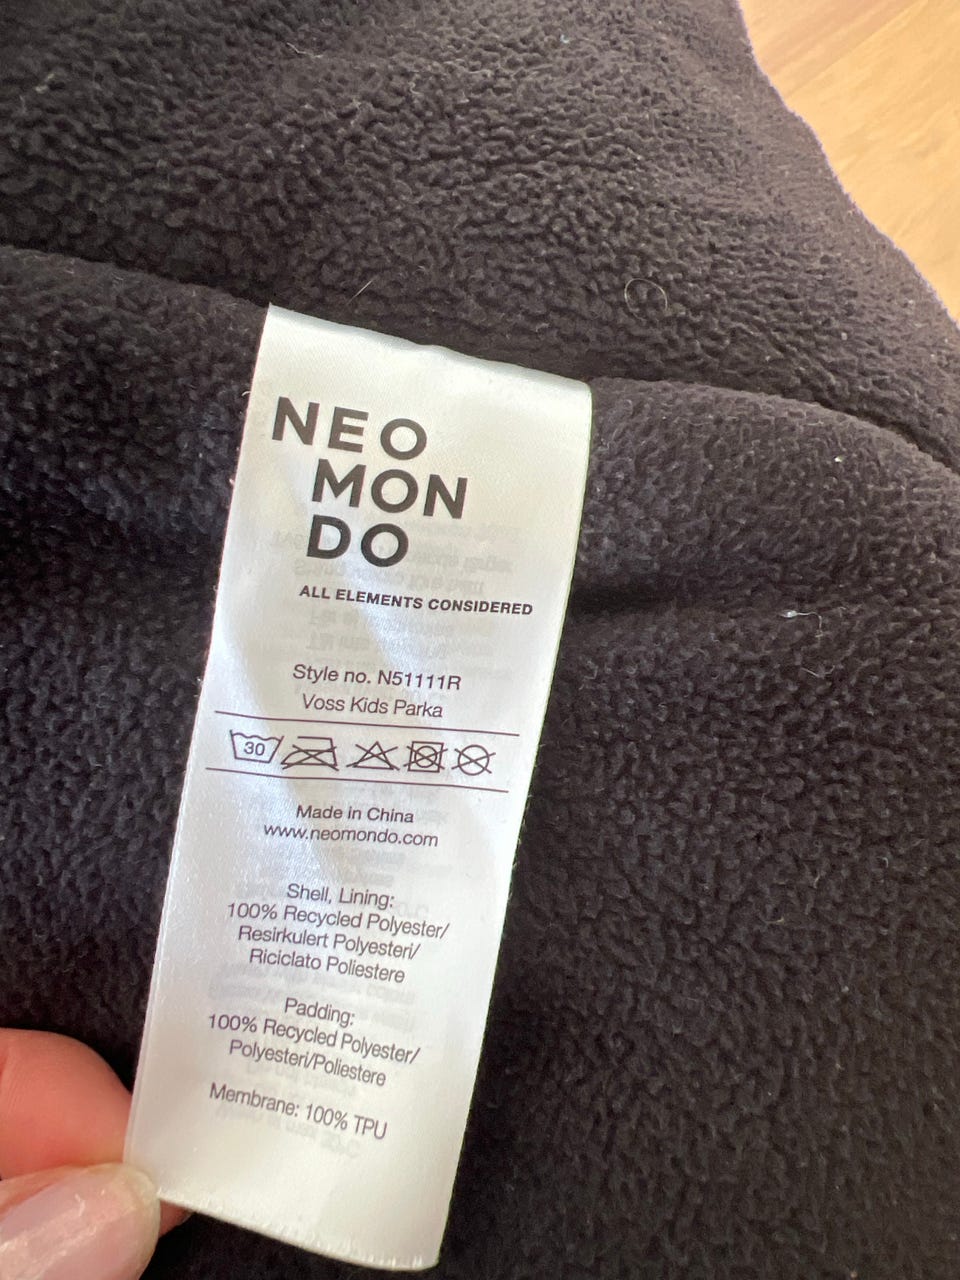 NEO
MON
DO
ALL ELEMENTS CONSIDERED
Style no. N51111R
Voss Kids Parka
30
Made in China
www.neomondo.com
Shell, Lining:
100% Recycled Polyester/
Resirkulert Polyesteri/
Riciclato Poliestere
Padding:
100% Recycled Polyester/
Polyesteri/Poliestere
Membrane: 100% TPU